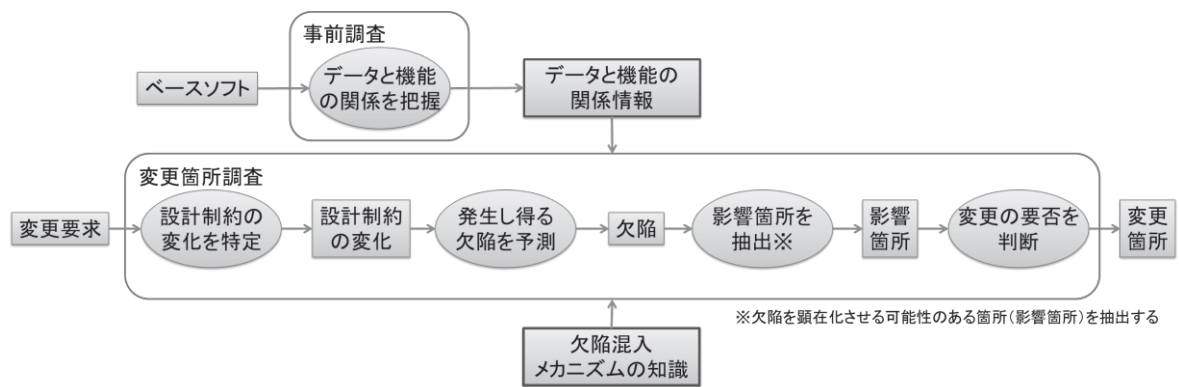 事前調査
ベースソフト
データと機能
の関係を把握
データと機能の
関係情報
変更箇所調査
変更要求
設計制約の
変化を特定
設計制約
の変化
発生し得る
欠陥を予測
欠陥
影響箇所を
抽出※
影響
箇所
変更の要否を
判断
変更
箇所
※欠陥を顕在化させる可能性のある箇所(影響箇所)を抽出する
欠陥混入
メカニズムの知識